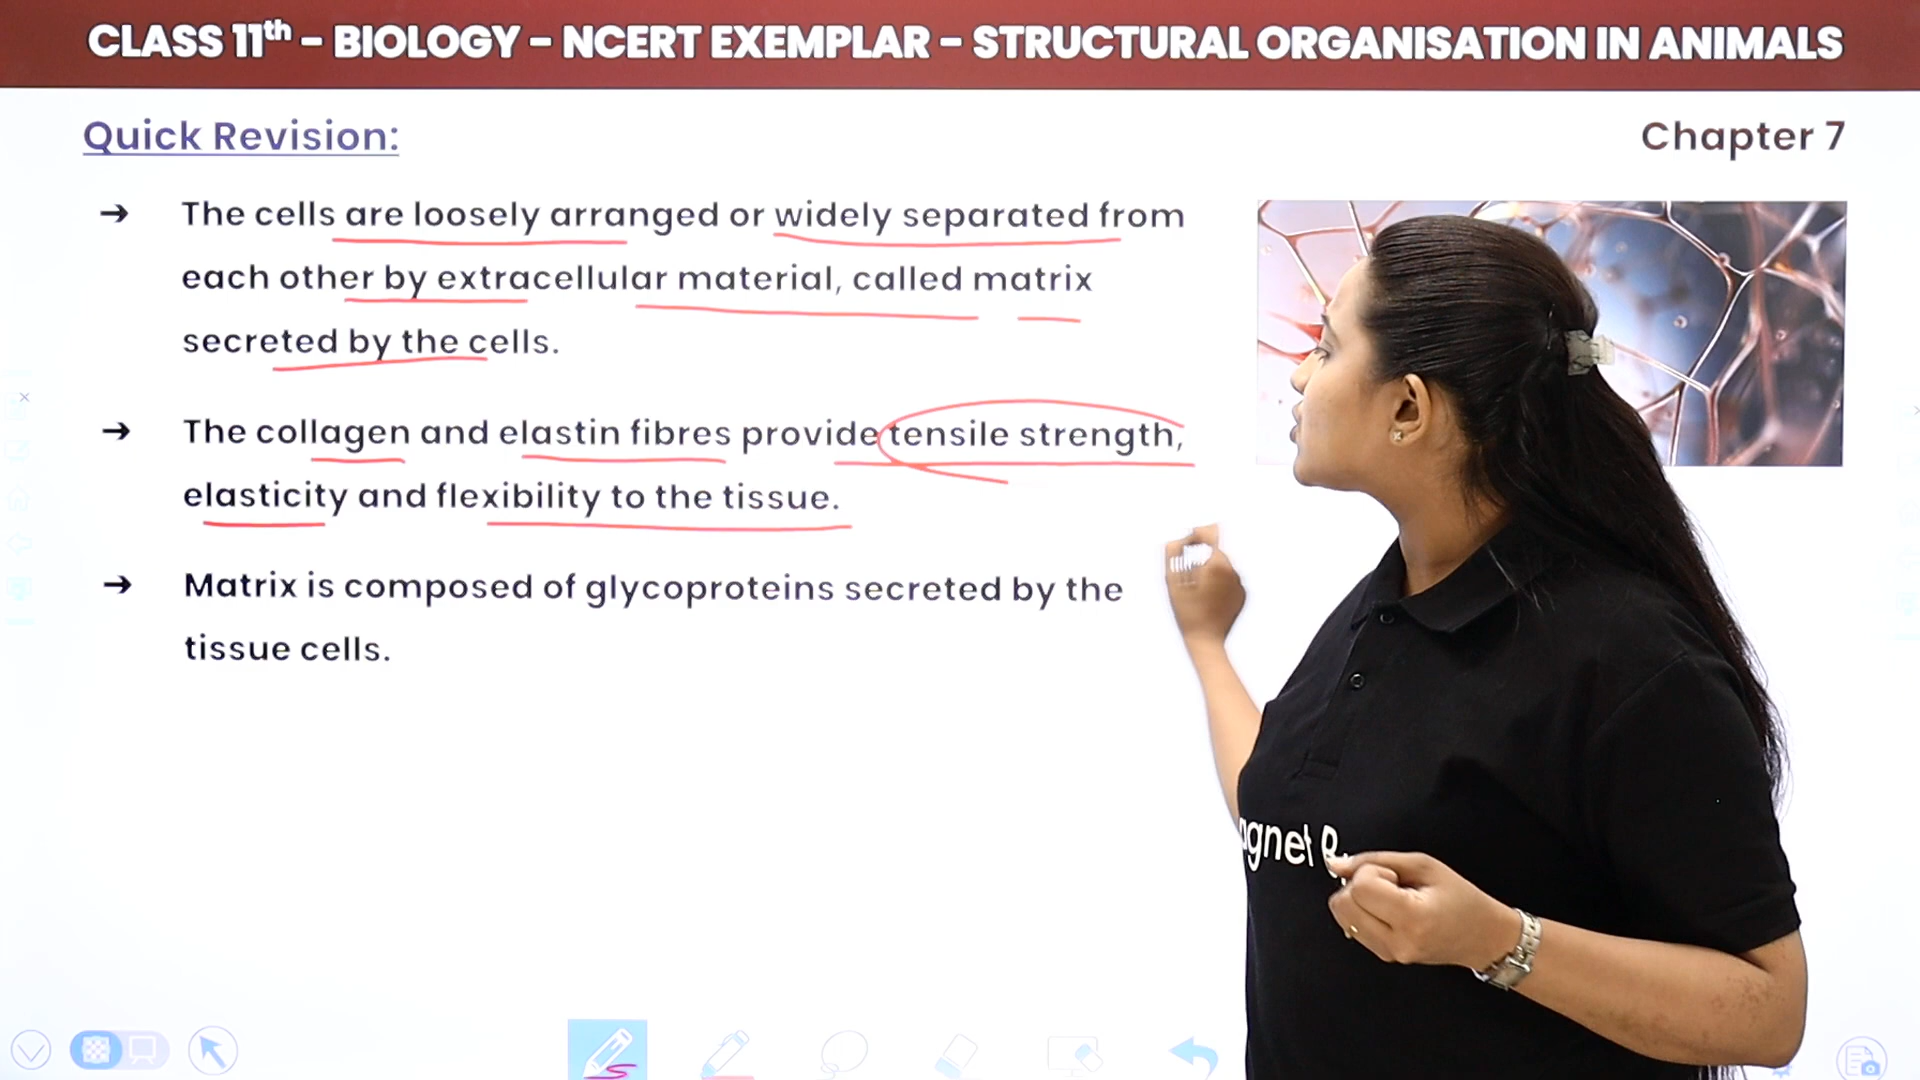 CLASS 11th - BIOLOGY - NCERT EXEMPLAR - STRUCTURAL ORGANISATION IN ANIMALS
Quick Revision:
Chapter 7
→ The cells are loosely arranged or widely separated from
each other by extracellular material, called matrix
secreted by the cells.
→ The collagen and elastin fibres provide tensile strength,
elasticity and flexibility to the tissue.
→ Matrix is composed of glycoproteins secreted by the
tissue cells.